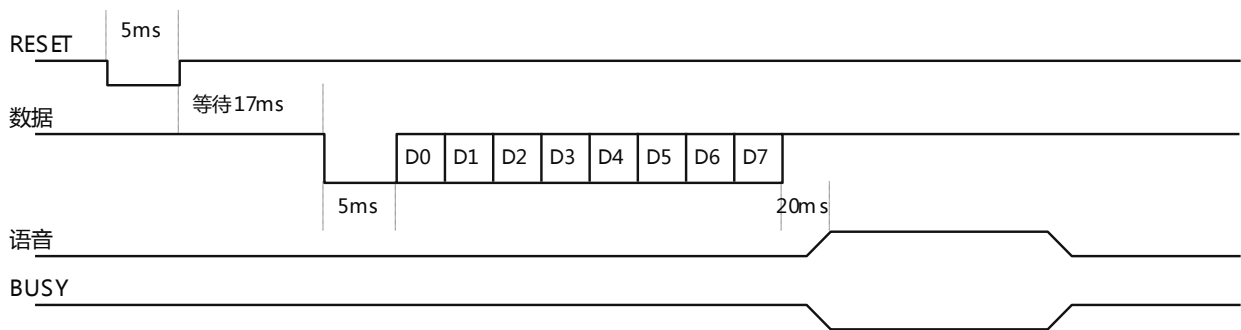 5ms
RESET
等待17ms
数据
D0 D1 D2 D3 D4 D5 D6 D7
5ms
20ms
语音
BUSY